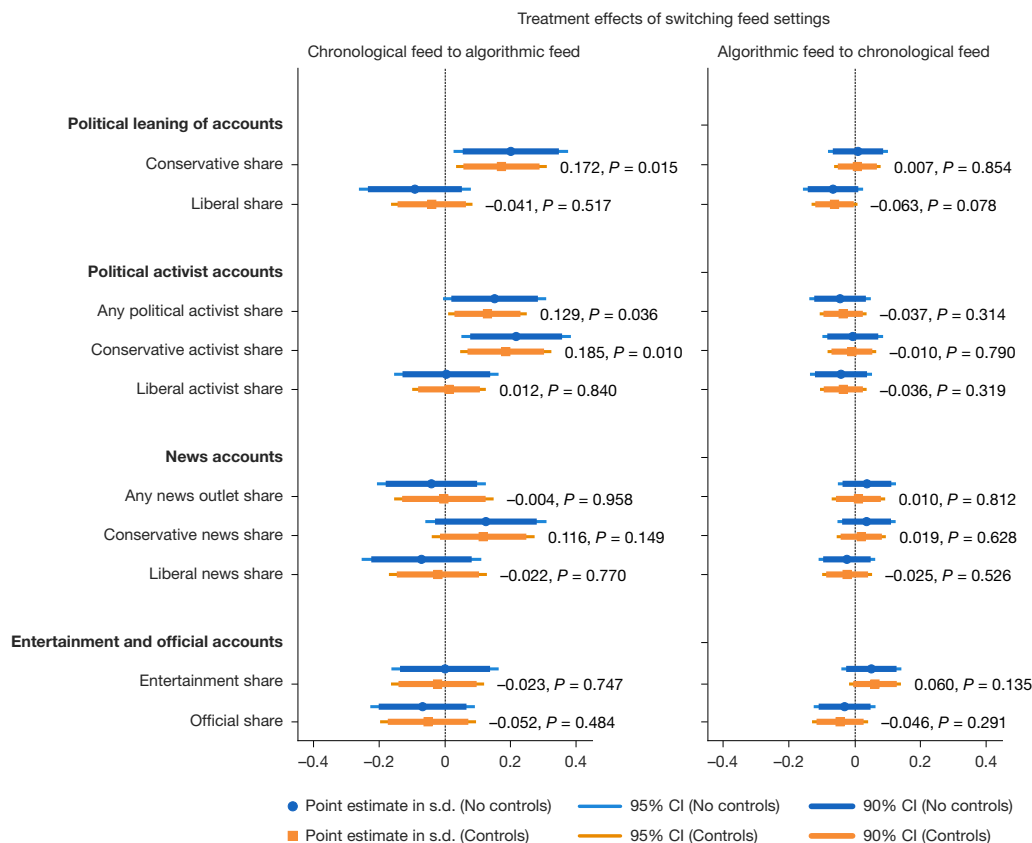 Treatment effects of switching feed settings
Chronological feed to algorithmic feed
Algorithmic feed to chronological feed
Political leaning of accounts
Conservative share
0.172, P = 0.015
0.007, P = 0.854
Liberal share
−0.041, P = 0.517
−0.063, P = 0.078
Political activist accounts
Any political activist share
0.129, P = 0.036
−0.037, P = 0.314
Conservative activist share
0.185, P = 0.010
−0.010, P = 0.790
Liberal activist share
0.012, P = 0.840
−0.036, P = 0.319
News accounts
Any news outlet share
−0.004, P = 0.958
0.010, P = 0.812
Conservative news share
0.116, P = 0.149
0.019, P = 0.628
Liberal news share
−0.022, P = 0.770
−0.025, P = 0.526
Entertainment and official accounts
Entertainment share
−0.023, P = 0.747
0.060, P = 0.135
Official share
−0.052, P = 0.484
−0.046, P = 0.291
−0.4 −0.2 0 0.2 0.4
−0.4 −0.2 0 0.2 0.4
Point estimate in s.d. (No controls) 95% CI (No controls) 90% CI (No controls)
Point estimate in s.d. (Controls) 95% CI (Controls) 90% CI (Controls)